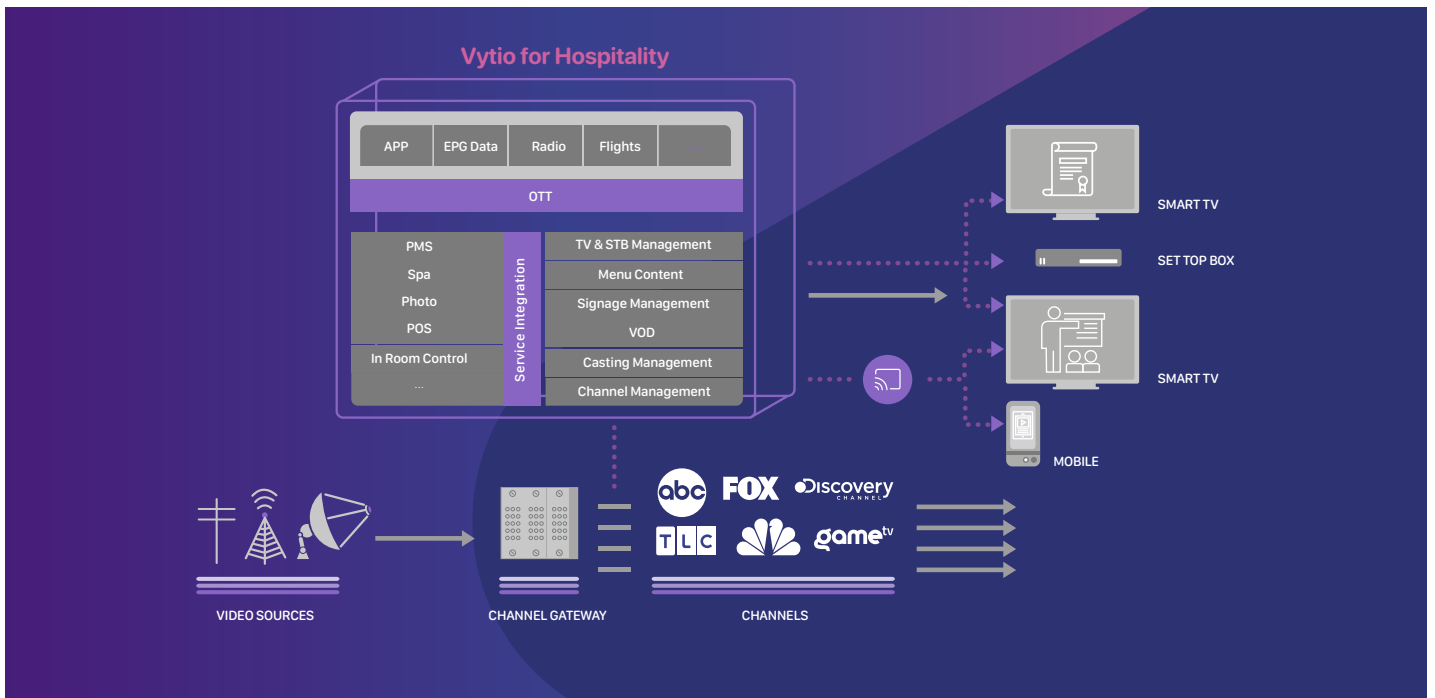 Vytio for Hospitality
APP
EPG Data
Radio
Flights
...
OTT
PMS
Spa
Photo
POS
In Room Control
...
Service Integration
TV & STB Management
Menu Content
Signage Management
VOD
Casting Management
Channel Management
SMART TV
SET TOP BOX
SMART TV
MOBILE
abc
FOX
Discovery
CHANNEL
TLC
gametv
VIDEO SOURCES
CHANNEL GATEWAY
CHANNELS